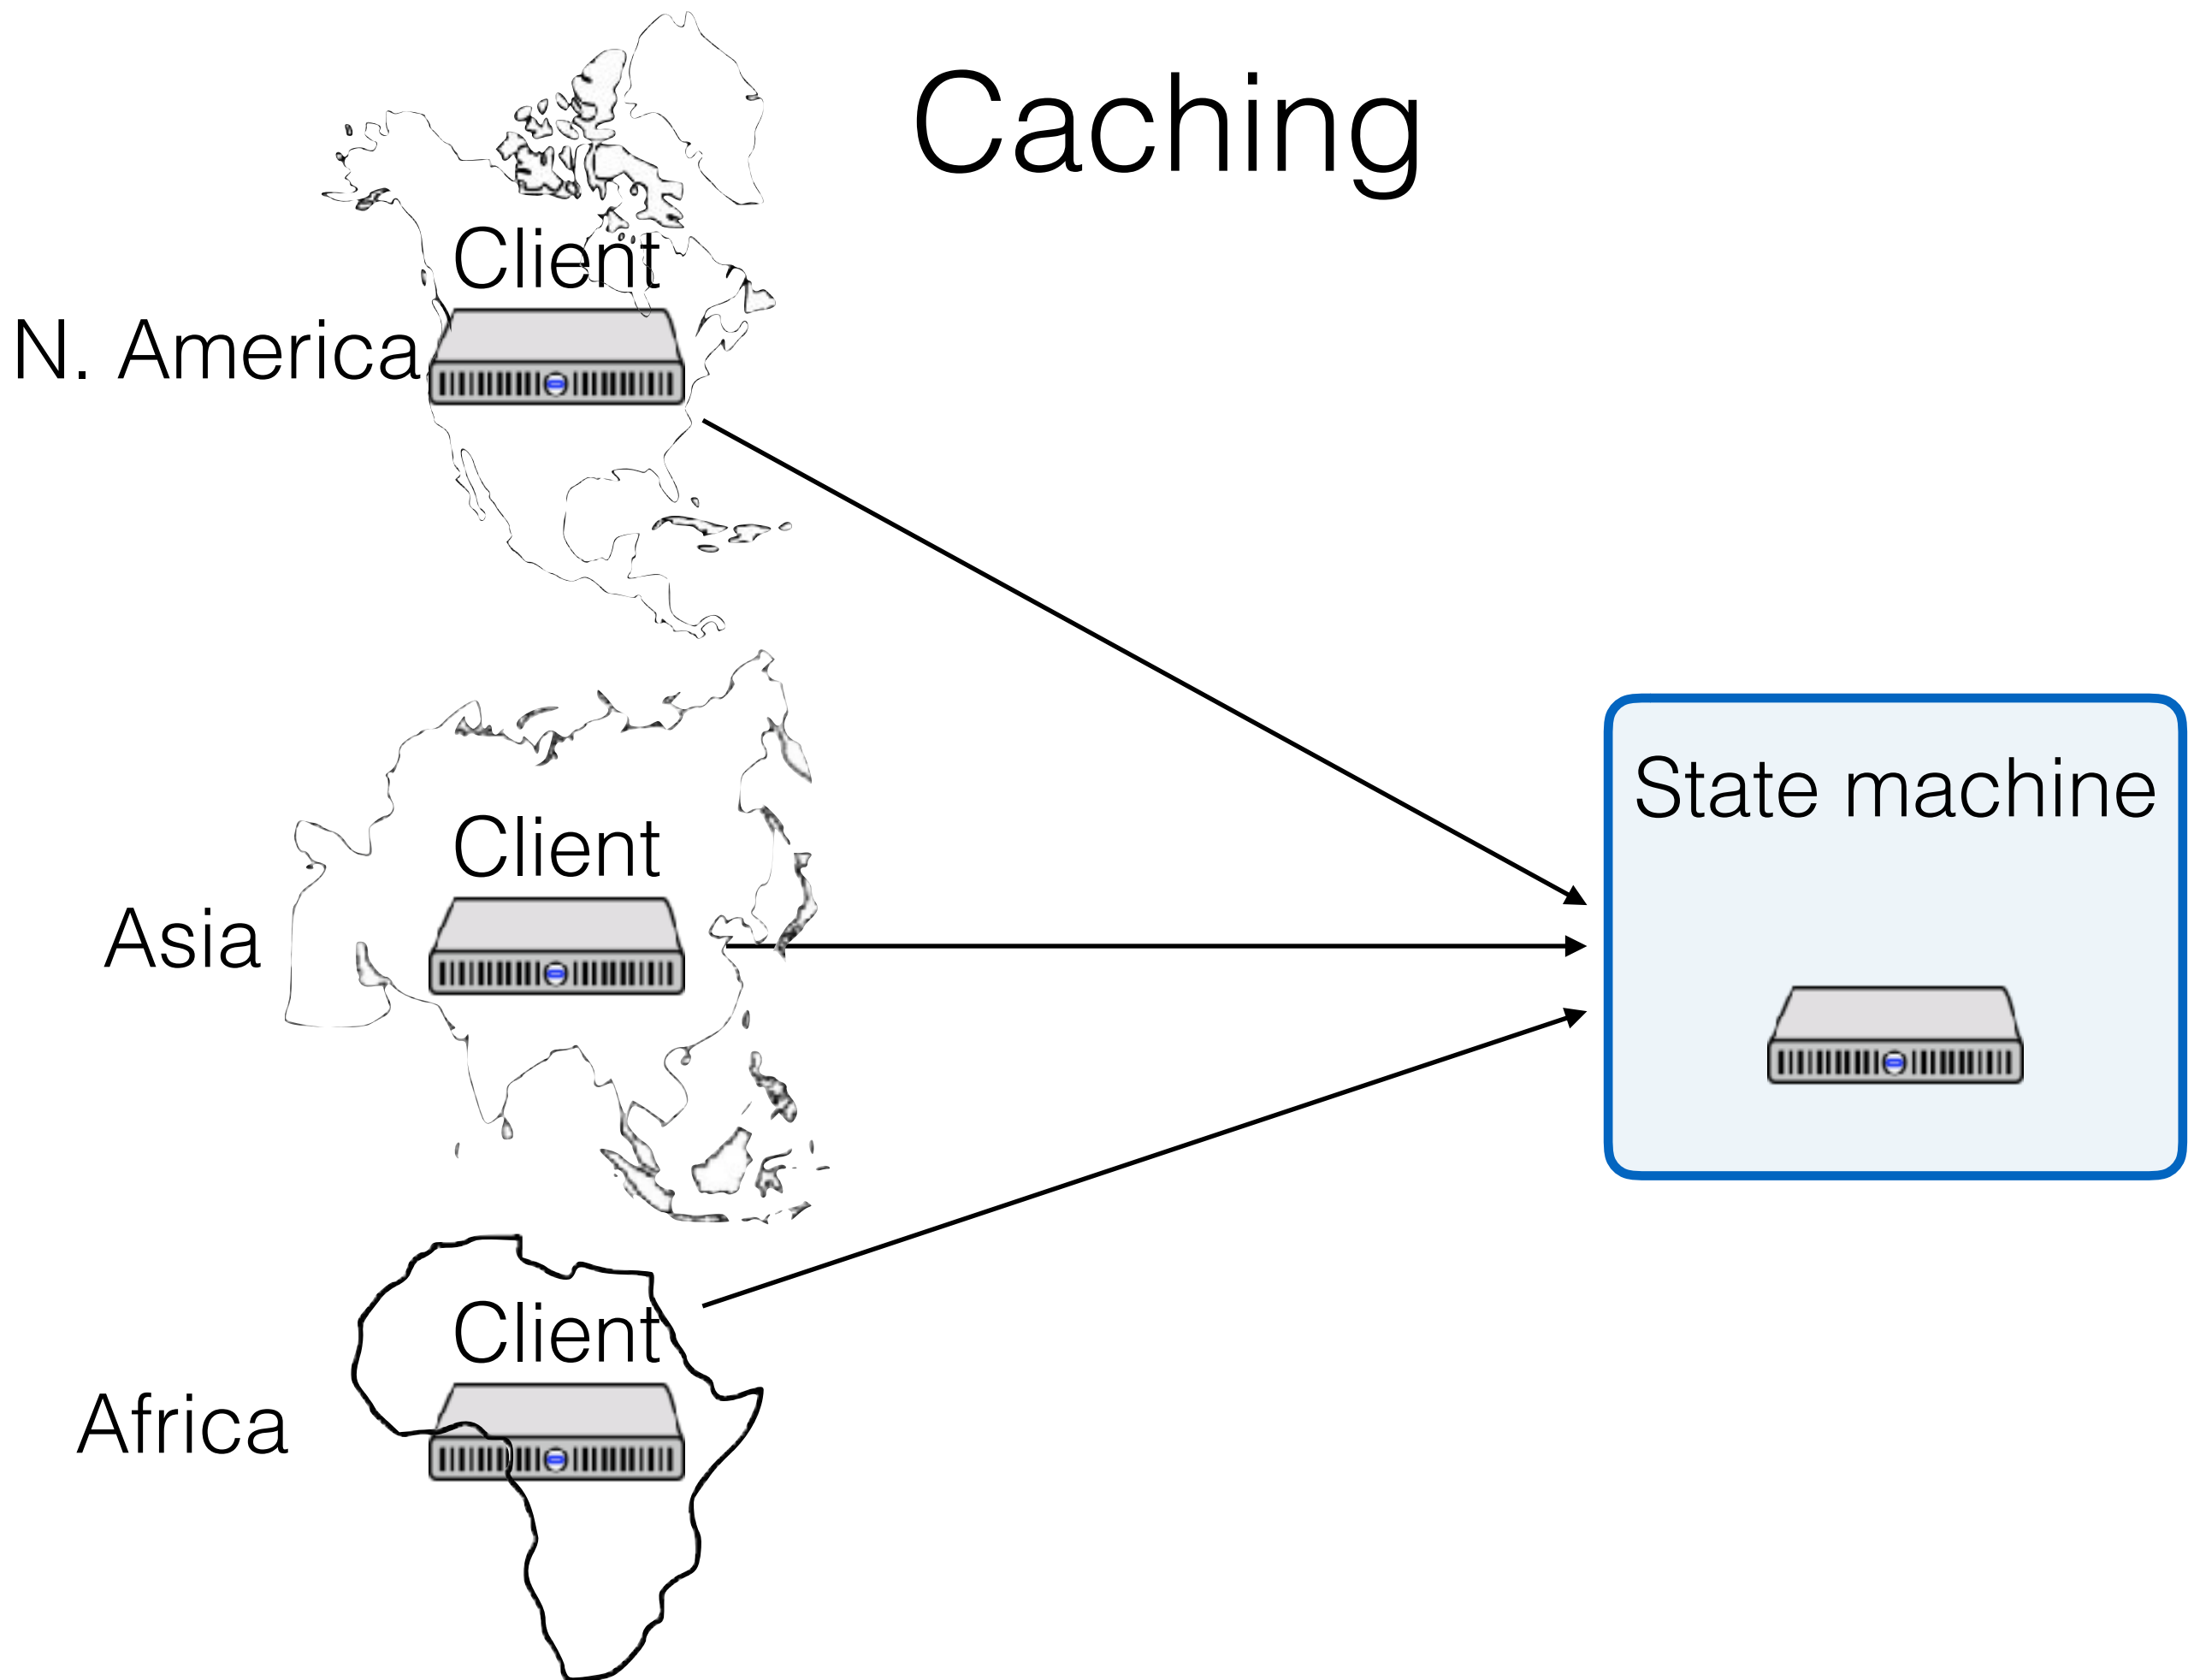 Caching
Client
N. America
State machine
Client
Asia
Client
Africa